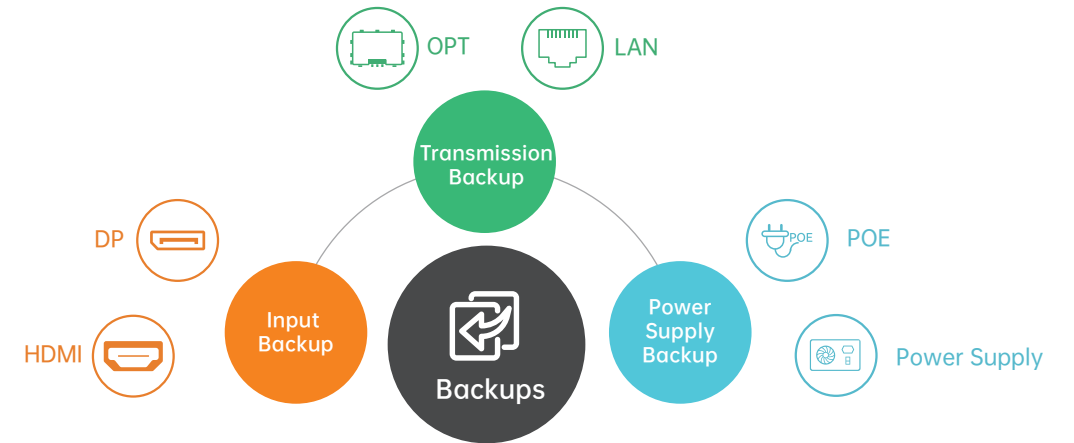 OPT
LAN
Transmission
Backup
DP
POE
POE
Input
Backup
Power
Supply
Backup
HDMI
Power Supply
Backups